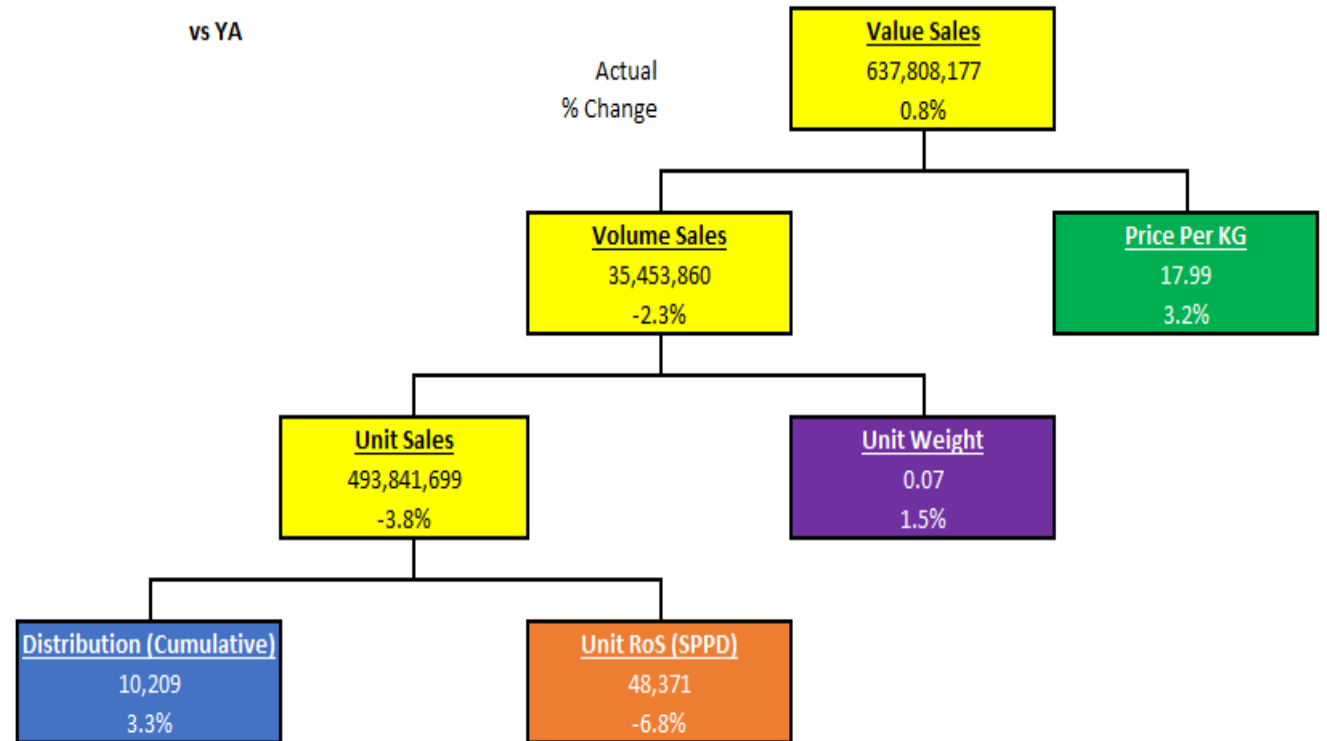 vs YA
Value Sales
Actual 637,808,177
% Change 0.8%
Volume Sales
35,453,860
-2.3%
Price Per KG
17.99
3.2%
Unit Sales
493,841,699
-3.8%
Unit Weight
0.07
1.5%
Distribution (Cumulative)
10,209
3.3%
Unit RoS (SPPD)
48,371
-6.8%